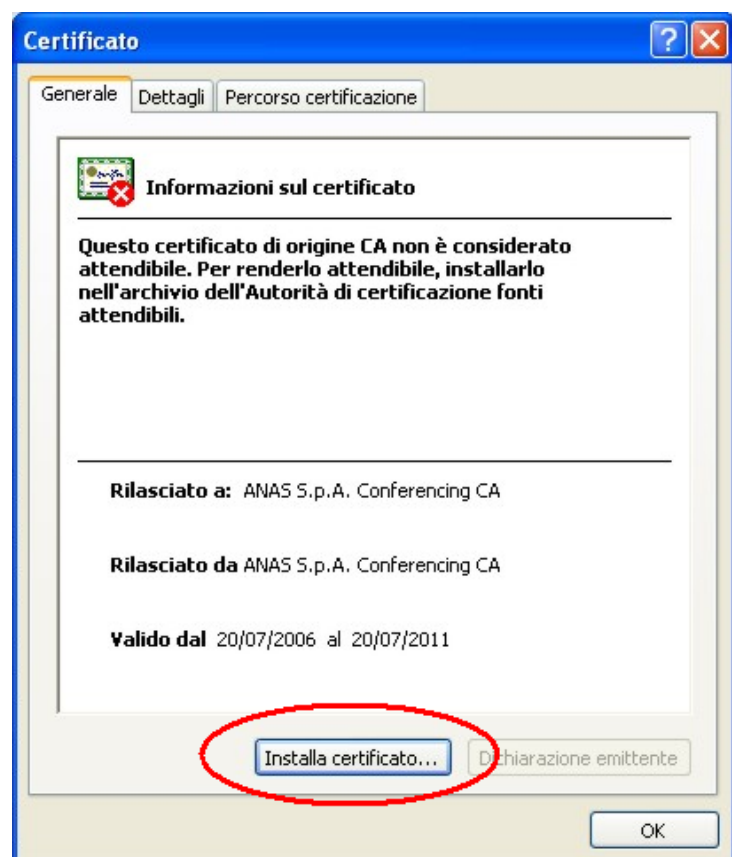 Certificato
Generale Dettagli Percorso certificazione
Informazioni sul certificato
Questo certificato di origine CA non è considerato
attendibile. Per renderlo attendibile, installarlo
nell'archivio dell'Autorità di certificazione fonti
attendibili.
Rilasciato a: ANAS S.p.A. Conferencing CA
Rilasciato da ANAS S.p.A. Conferencing CA
Valido dal 20/07/2006 al 20/07/2011
Installa certificato... Dichiarazione emittente
OK